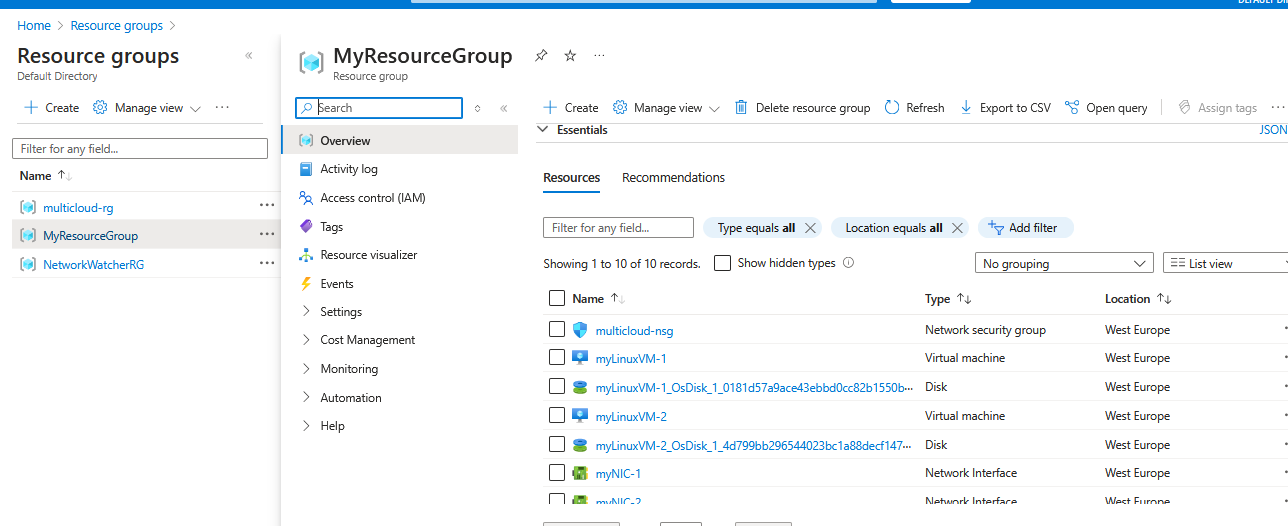 DEFAULT DI
Home > Resource groups >
Resource groups
Default Directory
Create
Manage view
Filter for any field...
Name
multicloud-rg
MyResourceGroup
NetworkWatcherRG
MyResourceGroup
Resource group
Search
Overview
Activity log
Access control (IAM)
Tags
Resource visualizer
Events
Settings
Cost Management
Monitoring
Automation
Help
Create
Manage view
Delete resource group
Refresh
Export to CSV
Open query
Assign tags
Essentials
JSON
Resources
Recommendations
Filter for any field...
Type equals all
Location equals all
Add filter
Showing 1 to 10 of 10 records.
Show hidden types
No grouping
List view
Name Type Location
multicloud-nsg Network security group West Europe
myLinuxVM-1 Virtual machine West Europe
myLinuxVM-1_OsDisk_1_0181d57a9ace43ebbd0cc82b1550b... Disk West Europe
myLinuxVM-2 Virtual machine West Europe
myLinuxVM-2_OsDisk_1_4d799bb296544023bc1a88decf147... Disk West Europe
myNIC-1 Network Interface West Europe
myNIC-2 Network Interface West Europe